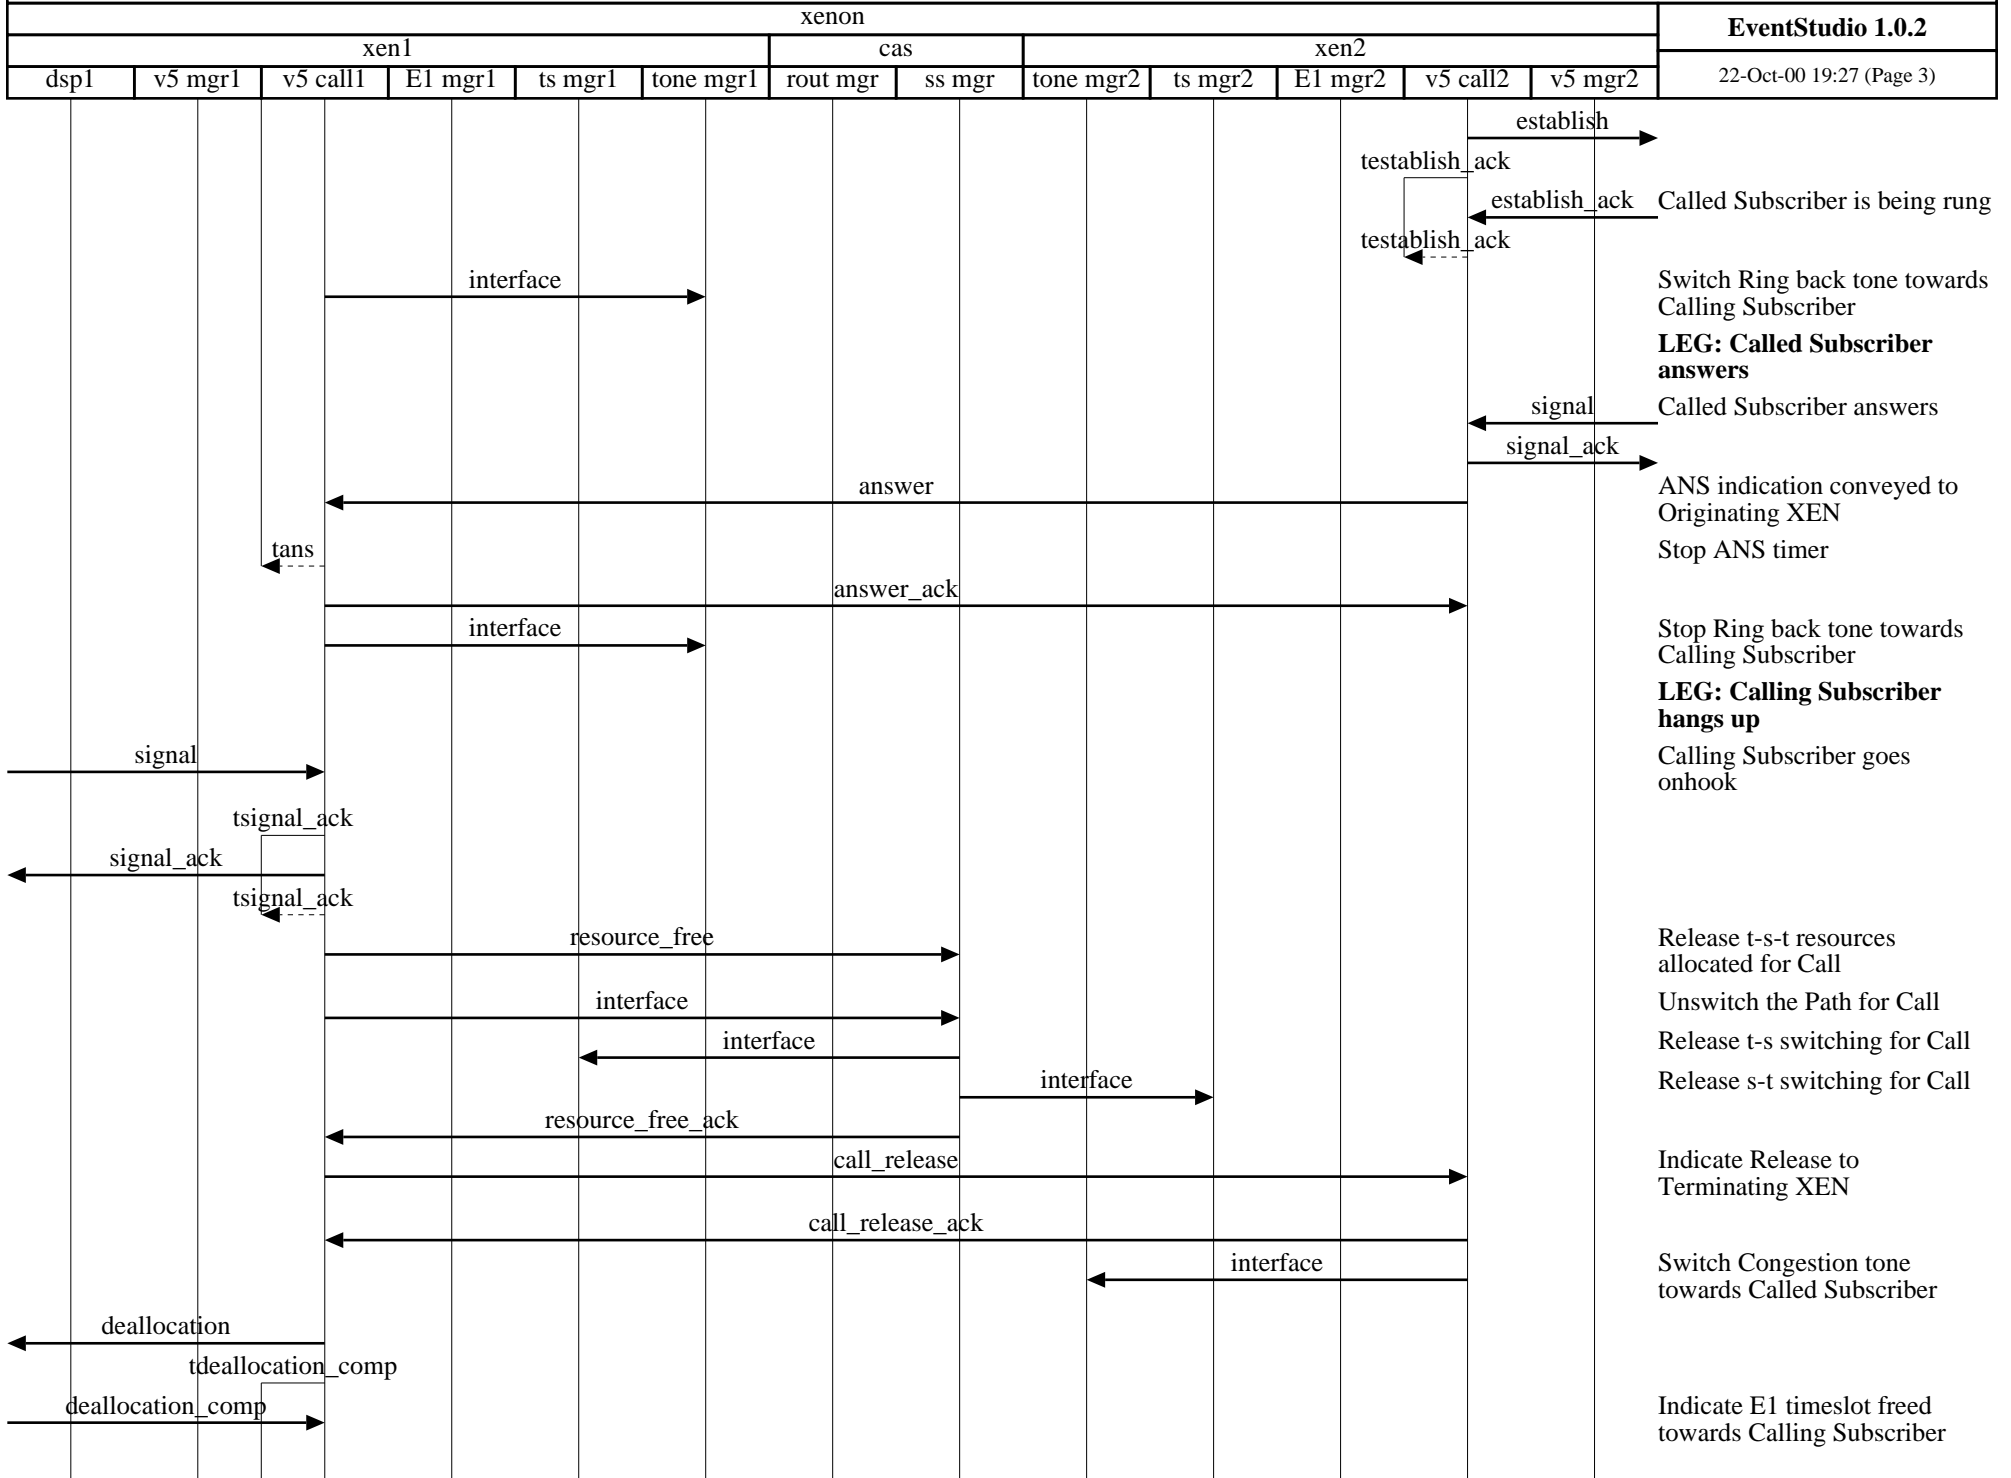 xenon
EventStudio 1.0.2
xen1 cas xen2
dsp1 v5 mgr1 v5 call1 E1 mgr1 ts mgr1 tone mgr1 rout mgr ss mgr tone mgr2 ts mgr2 E1 mgr2 v5 call2 v5 mgr2
22-Oct-00 19:27 (Page 3)
establish
testablish_ack
establish_ack Called Subscriber is being rung
testablish_ack
interface Switch Ring back tone towards
Calling Subscriber
LEG: Called Subscriber
answers
signal Called Subscriber answers
signal_ack
answer ANS indication conveyed to
Originating XEN
tans Stop ANS timer
answer_ack
interface Stop Ring back tone towards
Calling Subscriber
LEG: Calling Subscriber
hangs up
signal Calling Subscriber goes
onhook
tsignal_ack
signal_ack
tsignal_ack
resource_free Release t-s-t resources
allocated for Call
interface Unswitch the Path for Call
interface Release t-s switching for Call
interface Release s-t switching for Call
resource_free_ack
call_release Indicate Release to
Terminating XEN
call_release_ack
interface Switch Congestion tone
towards Called Subscriber
deallocation
tdeallocation_comp
deallocation_comp Indicate E1 timeslot freed
towards Calling Subscriber